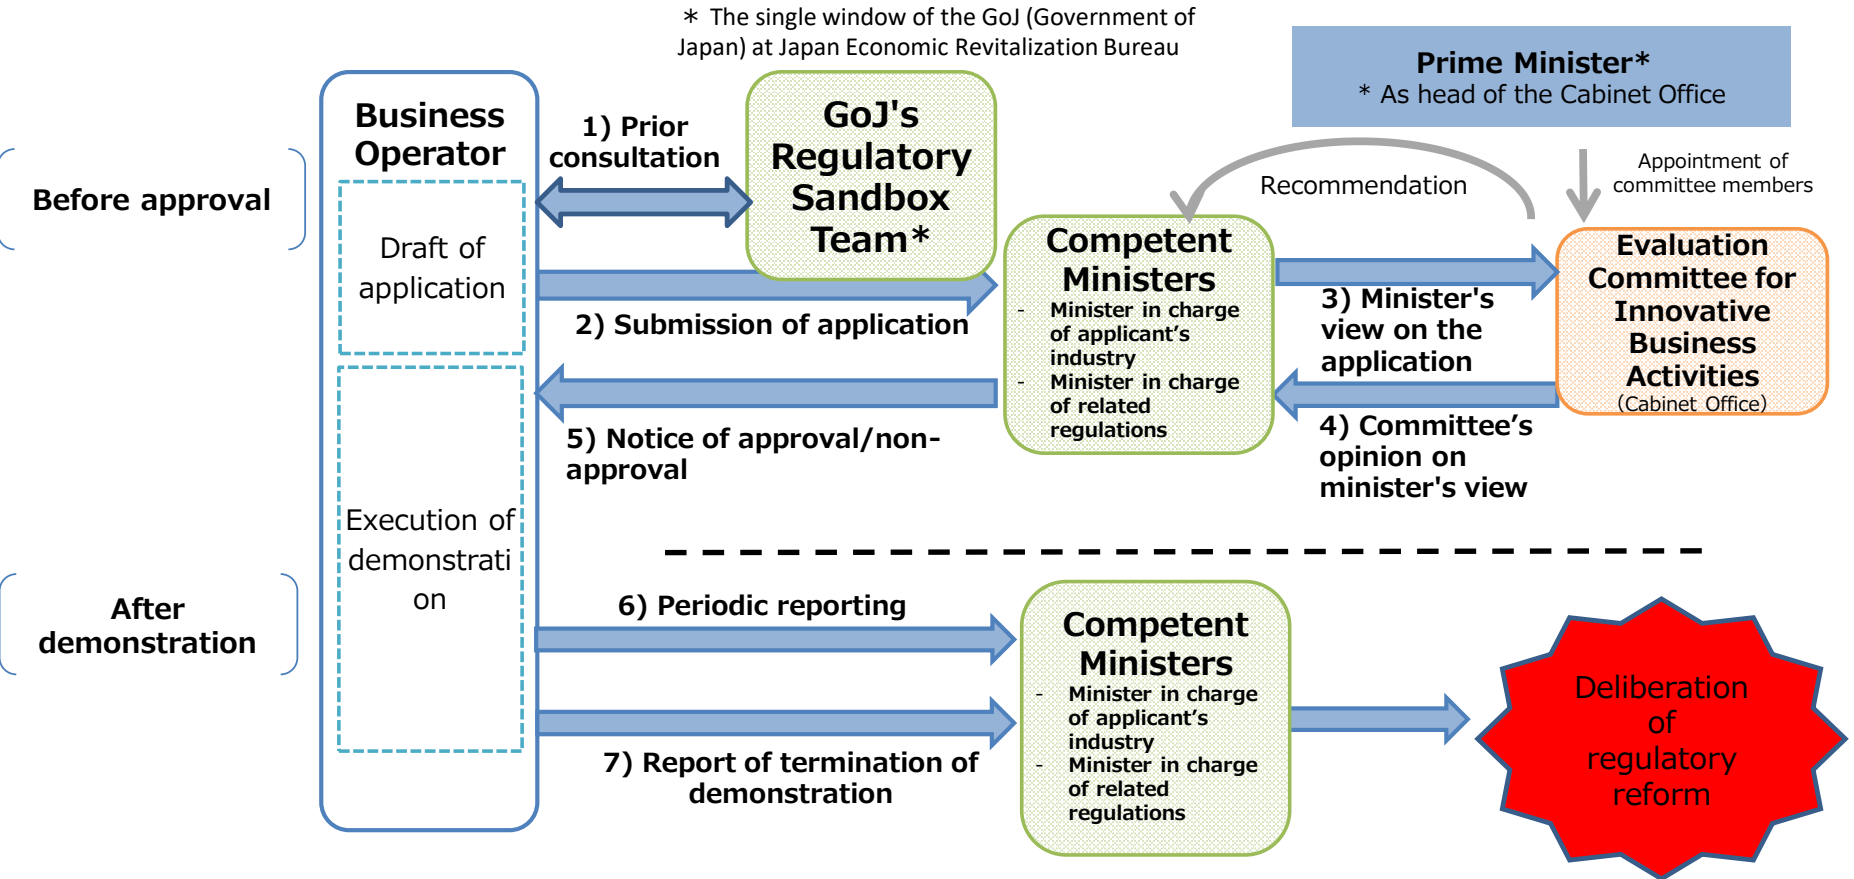 * The single window of the GoJ (Government of
Japan) at Japan Economic Revitalization Bureau
Prime Minister*
* As head of the Cabinet Office
Business
Operator
1) Prior
consultation
GoJ's
Regulatory
Sandbox
Team*
Before approval
Draft of
application
Recommendation
Appointment of
committee members
Competent
Ministers
- Minister in charge
of applicant’s
industry
- Minister in charge
of related
regulations
Evaluation
Committee for
Innovative
Business
Activities
(Cabinet Office)
2) Submission of application
3) Minister's
view on the
application
4) Committee’s
opinion on
minister's view
5) Notice of approval/non-
approval
Execution of
demonstrati
on
After
demonstration
6) Periodic reporting
7) Report of termination of
demonstration
Competent
Ministers
- Minister in charge
of applicant’s
industry
- Minister in charge
of related
regulations
Deliberation
of
regulatory
reform